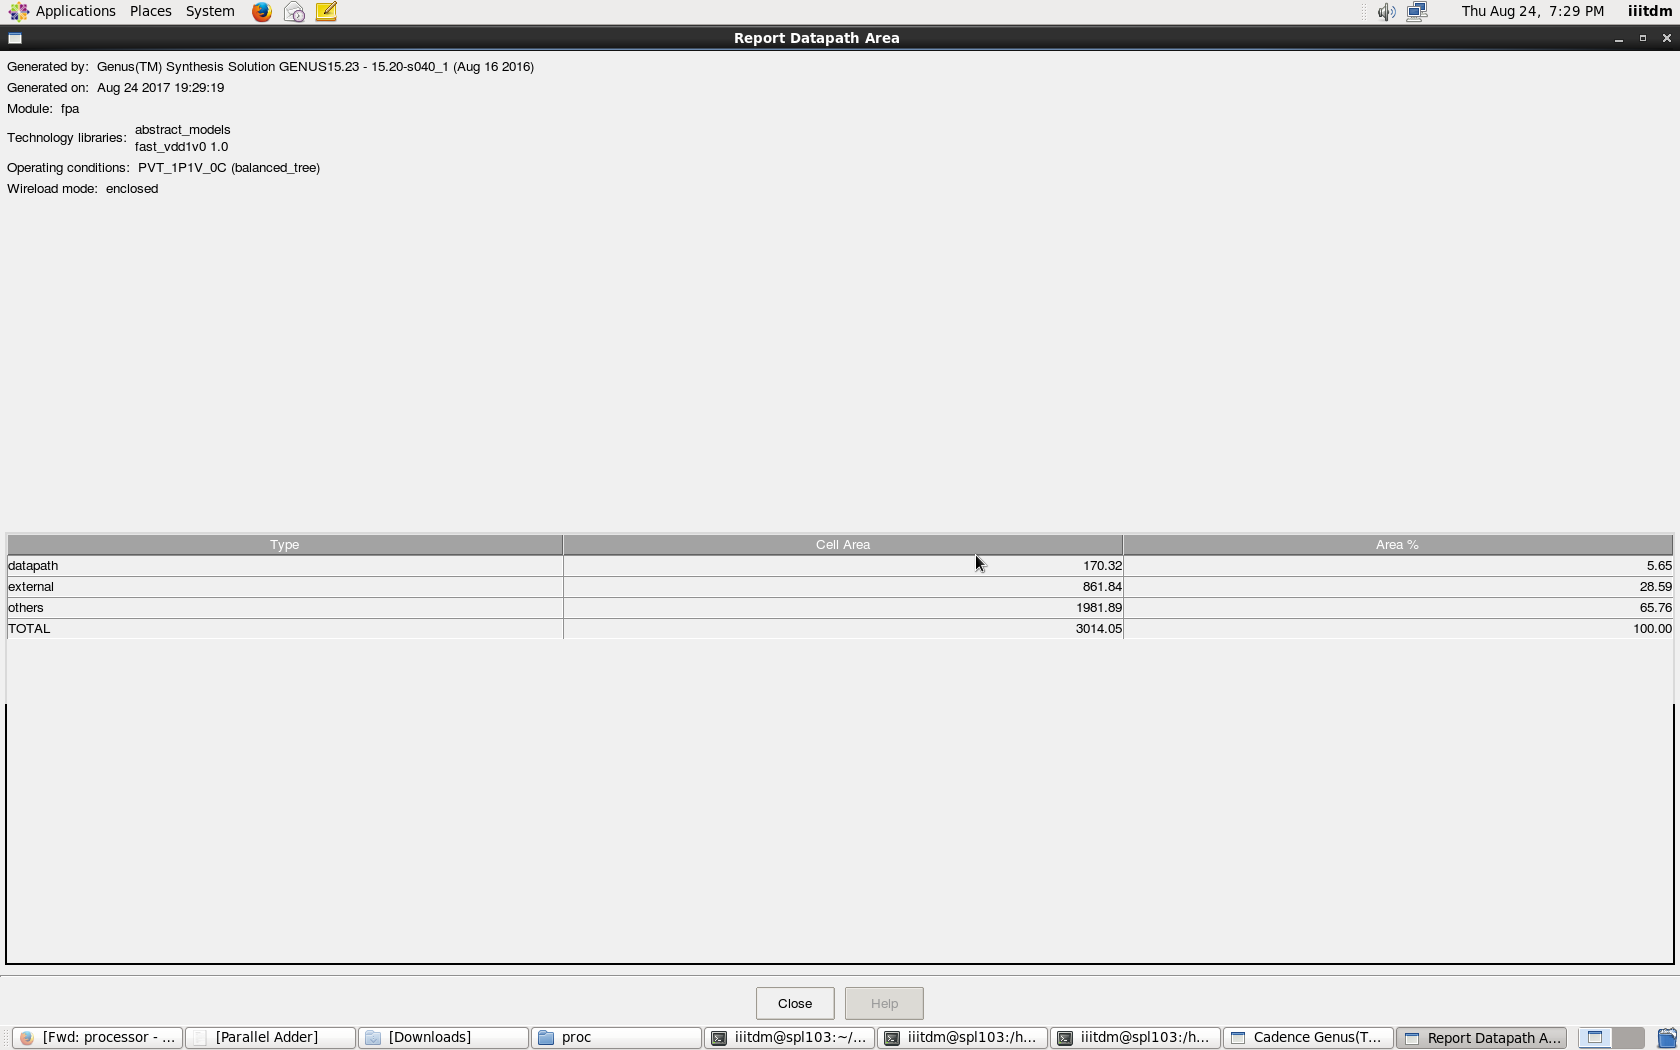 Applications Places System Thu Aug 24, 7:29 PM iiitdm
Report Datapath Area
Generated by: Genus(TM) Synthesis Solution GENUS15.23 - 15.20-s040_1 (Aug 16 2016)
Generated on: Aug 24 2017 19:29:19
Module: fpa
Technology libraries: abstract_models
fast_vdd1v0 1.0
Operating conditions: PVT_1P1V_0C (balanced_tree)
Wireload mode: enclosed
Type Cell Area Area %
datapath 170.32 5.65
external 861.84 28.59
others 1981.89 65.76
TOTAL 3014.05 100.00
Close Help
[Fwd: processor - ... [Parallel Adder] [Downloads] proc iiitdm@spl103:~/... iiitdm@spl103:/h... iiitdm@spl103:/h... Cadence Genus(T... Report Datapath A...